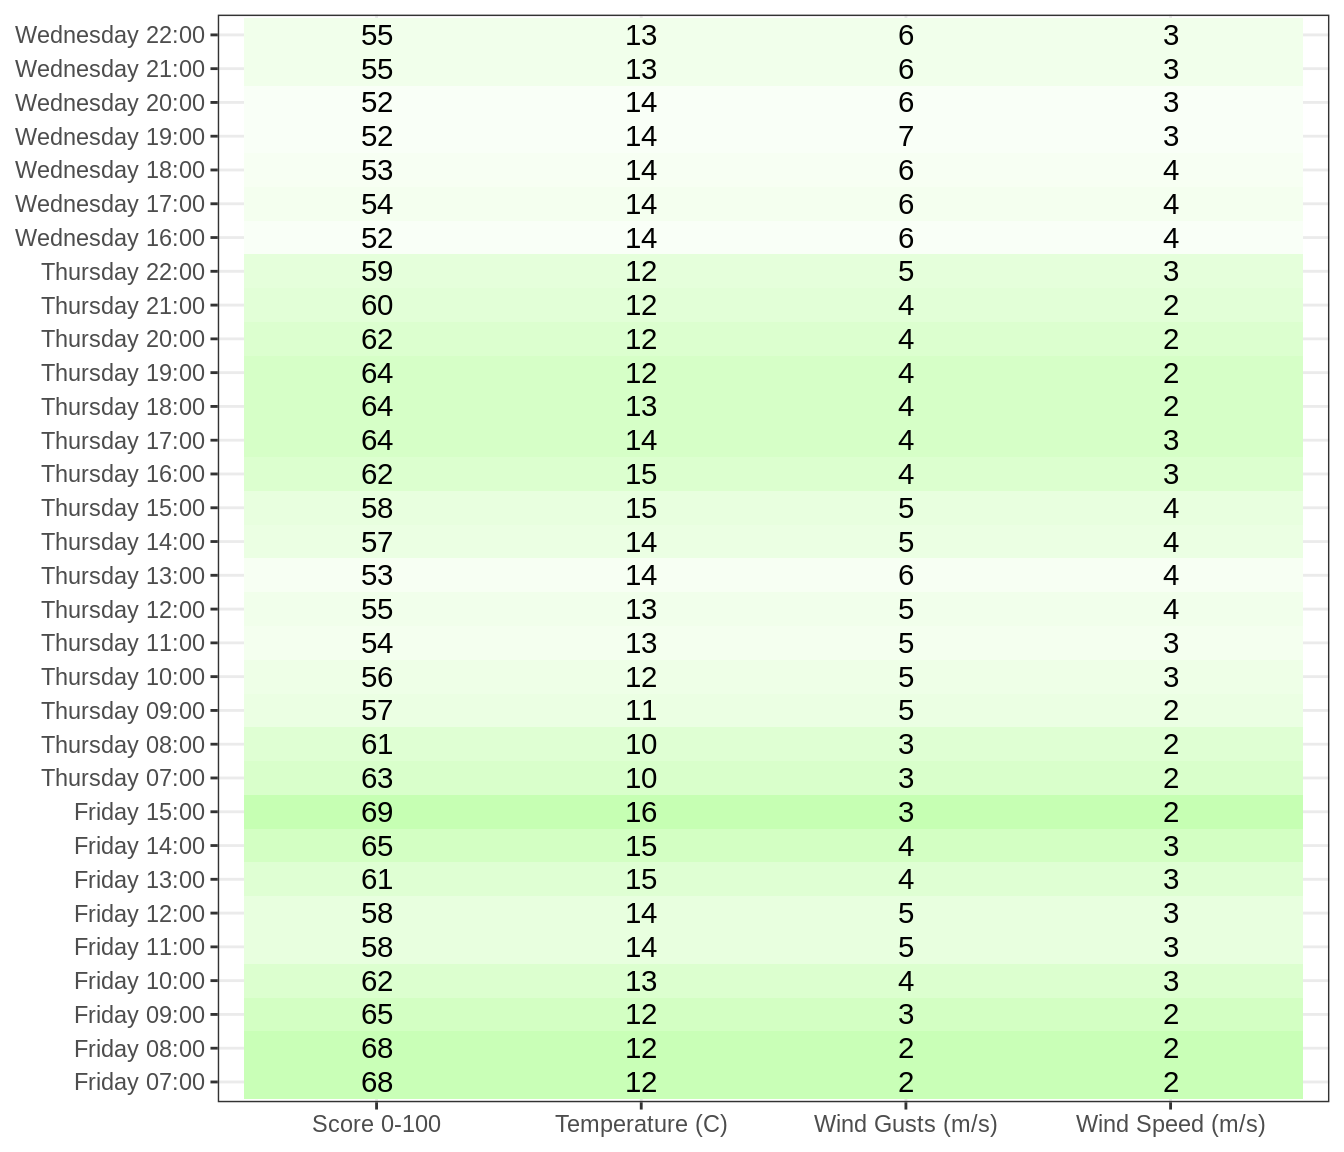 Wednesday 22:00 55 13 6 3
Wednesday 21:00 55 13 6 3
Wednesday 20:00 52 14 6 3
Wednesday 19:00 52 14 7 3
Wednesday 18:00 53 14 6 4
Wednesday 17:00 54 14 6 4
Wednesday 16:00 52 14 6 4
Thursday 22:00 59 12 5 3
Thursday 21:00 60 12 4 2
Thursday 20:00 62 12 4 2
Thursday 19:00 64 12 4 2
Thursday 18:00 64 13 4 2
Thursday 17:00 64 14 4 3
Thursday 16:00 62 15 4 3
Thursday 15:00 58 15 5 4
Thursday 14:00 57 14 5 4
Thursday 13:00 53 14 6 4
Thursday 12:00 55 13 5 4
Thursday 11:00 54 13 5 3
Thursday 10:00 56 12 5 3
Thursday 09:00 57 11 5 2
Thursday 08:00 61 10 3 2
Thursday 07:00 63 10 3 2
Friday 15:00 69 16 3 2
Friday 14:00 65 15 4 3
Friday 13:00 61 15 4 3
Friday 12:00 58 14 5 3
Friday 11:00 58 14 5 3
Friday 10:00 62 13 4 3
Friday 09:00 65 12 3 2
Friday 08:00 68 12 2 2
Friday 07:00 68 12 2 2
Score 0-100 Temperature (C) Wind Gusts (m/s) Wind Speed (m/s)